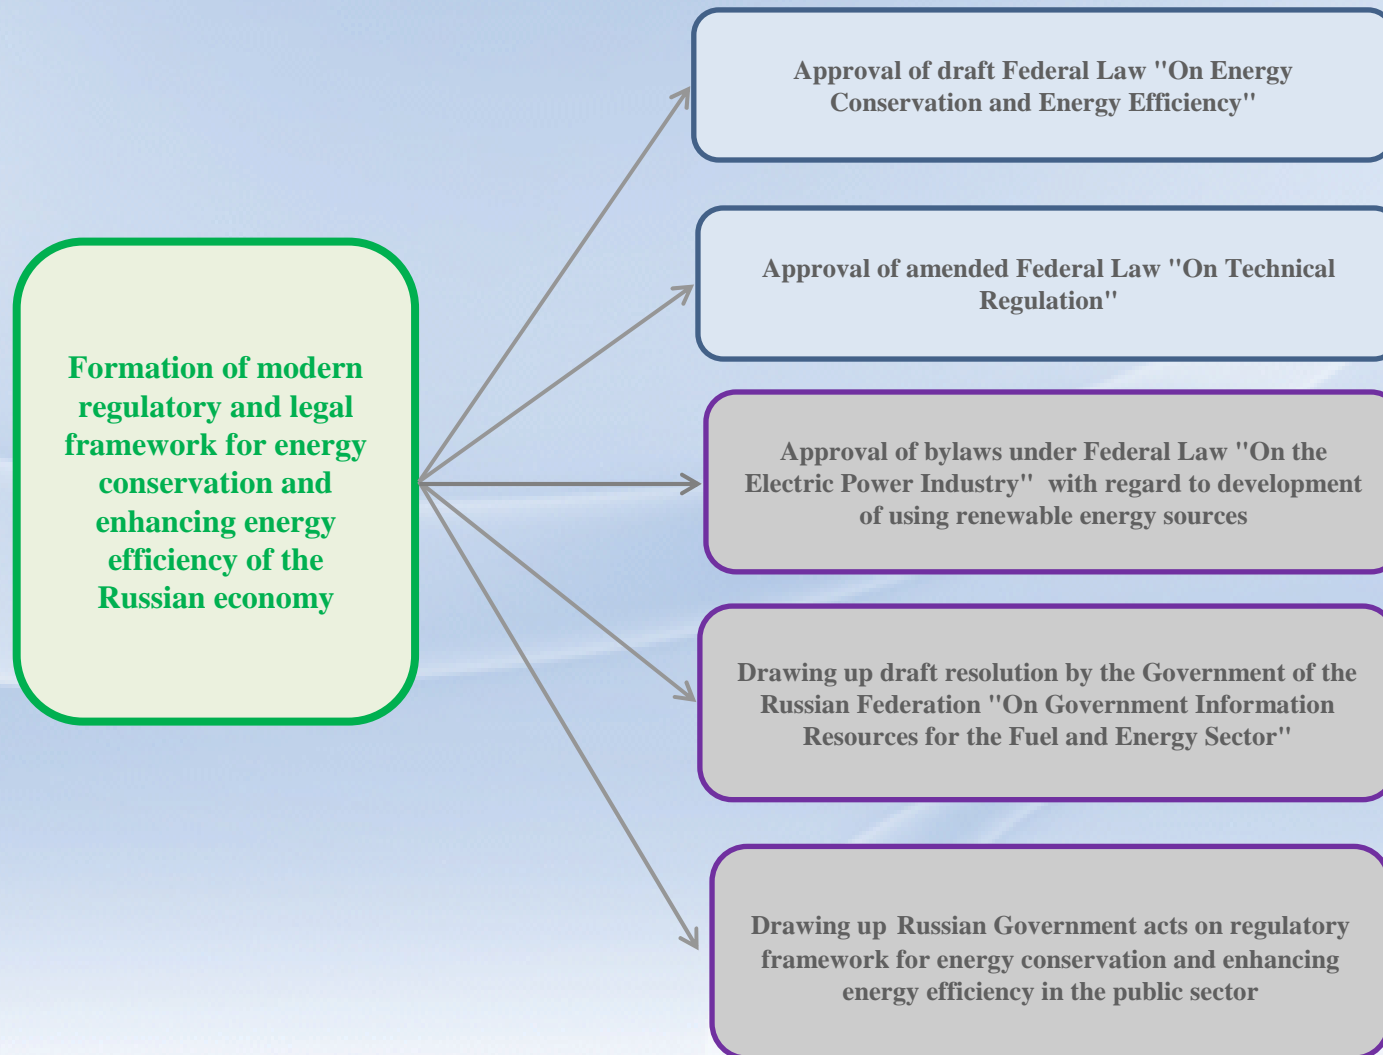 Formation of modern
regulatory and legal
framework for energy
conservation and
enhancing energy
efficiency of the
Russian economy
Approval of draft Federal Law "On Energy
Conservation and Energy Efficiency"
Approval of amended Federal Law "On Technical
Regulation"
Approval of bylaws under Federal Law "On the
Electric Power Industry"  with regard to development
of using renewable energy sources
Drawing up draft resolution by the Government of the
Russian Federation "On Government Information
Resources for the Fuel and Energy Sector"
Drawing up Russian Government acts on regulatory
framework for energy conservation and enhancing
energy efficiency in the public sector